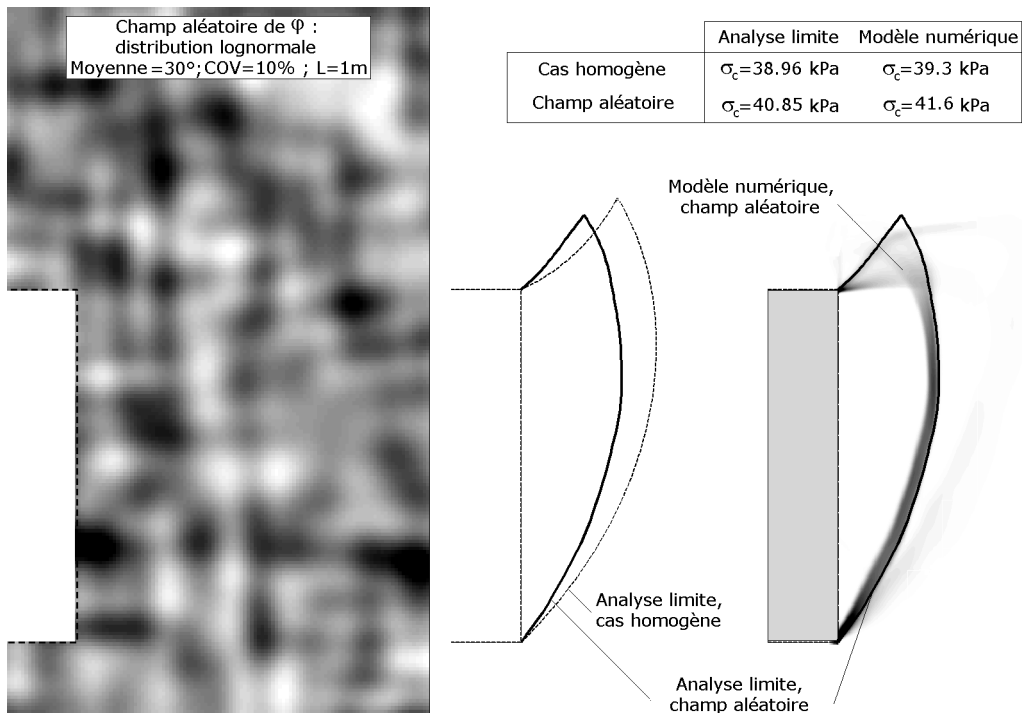 Champ aléatoire de φ :
distribution lognormale
Moyenne=30°;COV=10% ; L=1m
Analyse limite Modèle numérique
Cas homogène σc=38.96 kPa σc=39.3 kPa
Champ aléatoire σc=40.85 kPa σc=41.6 kPa
Modèle numérique,
champ aléatoire
Analyse limite,
cas homogène
Analyse limite,
champ aléatoire